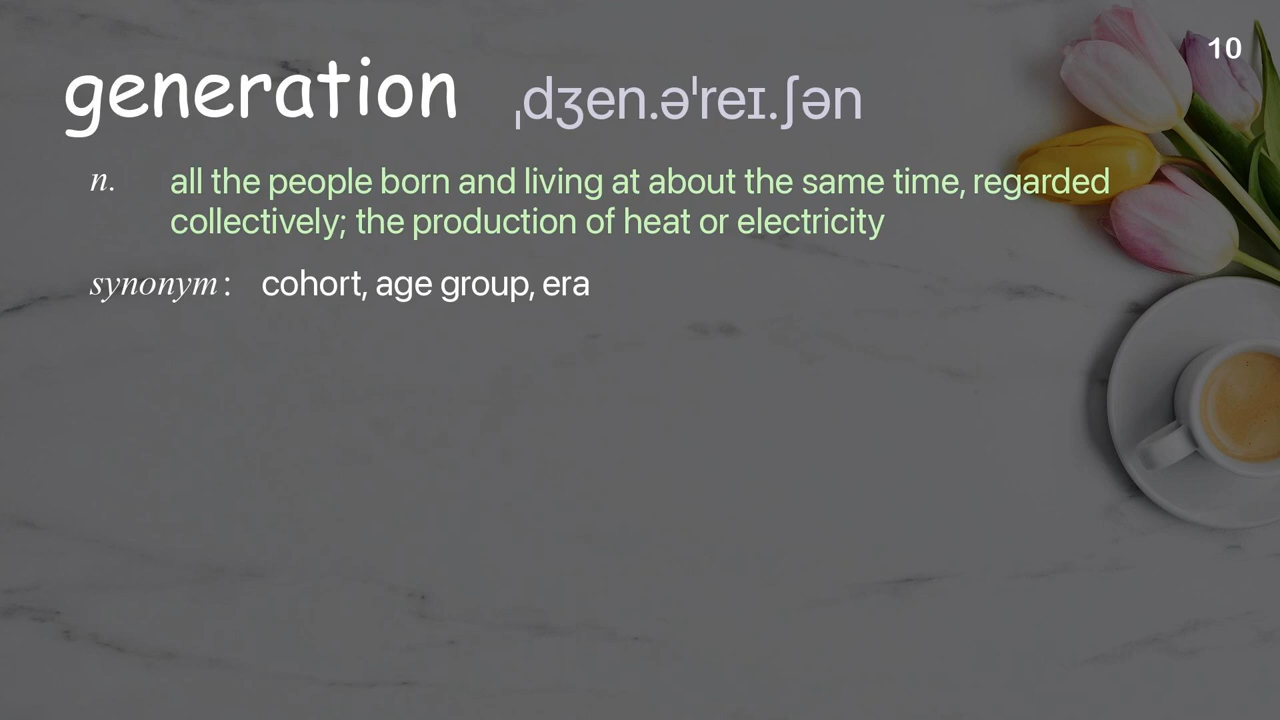 10
generation ˌdʒen.əˈreɪ.ʃən
n. all the people born and living at about the same time, regarded
collectively; the production of heat or electricity
synonym: cohort, age group, era